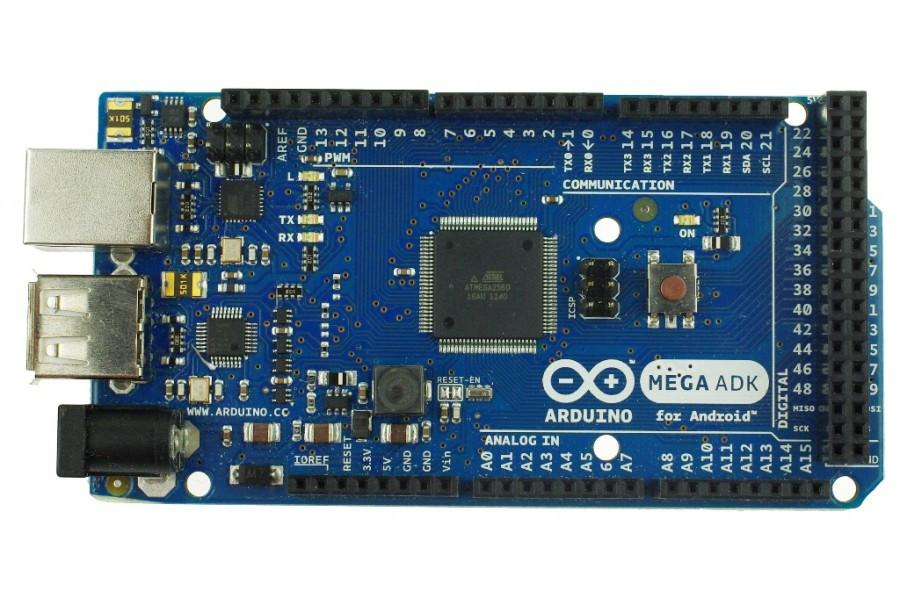 501K
AREF
GND
13
12
11
10
9
8
7
6
5
4
3
2
TX0 → 1
RX0 ← 0
TX3 14
RX3 15
TX2 16
RX2 17
TX1 18
RX1 19
SDA 20
SCL 21
PWM
COMMUNICATION
L
TX
RX
ON
22
24
26
28
30
32
34
36
38
40
42
44
46
48
MISO
SCK
DIGITAL
501K
ATMEL
ATMEGA2560
16AU 1140
ICSP
ARDUINO
MEGA ADK
for Android™
WWW.ARDUINO.CC
RESET-EN
IOREF
RESET
3.3V
5V
GND
GND
Vin
ANALOG IN
A0
A1
A2
A3
A4
A5
6
A7
A8
A9
A10
A11
A12
A13
A14
A15